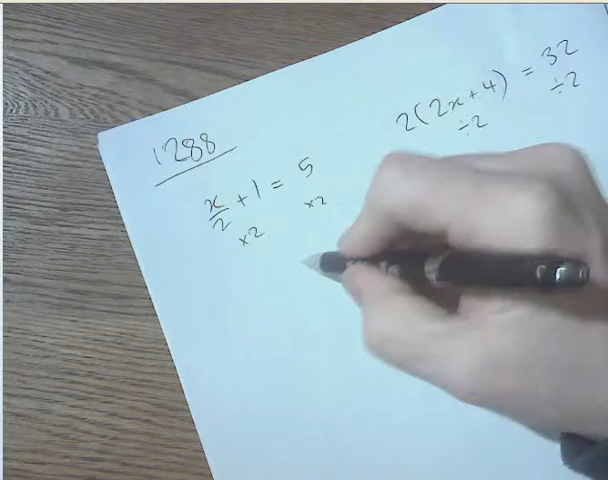 1288
x/2 + 1 = 5
×2 ×2
2(2x+4) = 32
÷2 ÷2